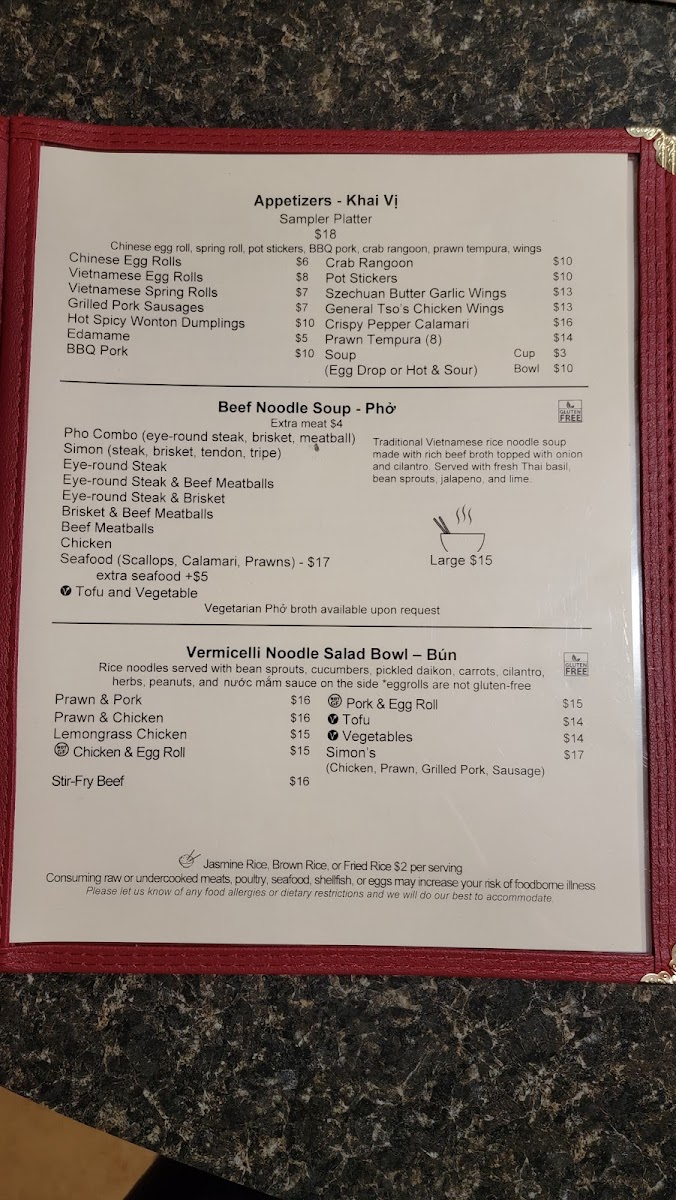 Appetizers - Khai Vị
Sampler Platter
$18
Chinese egg roll, spring roll, pot stickers, BBQ pork, crab rangoon, prawn tempura, wings
Chinese Egg Rolls $6 Crab Rangoon $10
Vietnamese Egg Rolls $8 Pot Stickers $10
Vietnamese Spring Rolls $7 Szechuan Butter Garlic Wings $13
Grilled Pork Sausages $7 General Tso's Chicken Wings $13
Hot Spicy Wonton Dumplings $10 Crispy Pepper Calamari $16
Edamame $5 Prawn Tempura (8) $14
BBQ Pork $10 Soup Cup $3
(Egg Drop or Hot & Sour) Bowl $10
Beef Noodle Soup - Phở
GLUTEN
FREE
Extra meat $4
Pho Combo (eye-round steak, brisket, meatball)
Simon (steak, brisket, tendon, tripe)
Eye-round Steak
Eye-round Steak & Beef Meatballs
Eye-round Steak & Brisket
Brisket & Beef Meatballs
Beef Meatballs
Chicken
Seafood (Scallops, Calamari, Prawns) - $17
extra seafood +$5
V Tofu and Vegetable
Traditional Vietnamese rice noodle soup
made with rich beef broth topped with onion
and cilantro. Served with fresh Thai basil,
bean sprouts, jalapeno, and lime.
Large $15
Vegetarian Phở broth available upon request
Vermicelli Noodle Salad Bowl – Bún
GLUTEN
FREE
Rice noodles served with bean sprouts, cucumbers, pickled daikon, carrots, cilantro,
herbs, peanuts, and nước mắm sauce on the side *eggrolls are not gluten-free
Prawn & Pork $16 Pork & Egg Roll $15
Prawn & Chicken $16 V Tofu $14
Lemongrass Chicken $15 V Vegetables $14
Chicken & Egg Roll $15 Simon's $17
(Chicken, Prawn, Grilled Pork, Sausage)
Stir-Fry Beef $16
Jasmine Rice, Brown Rice, or Fried Rice $2 per serving
Consuming raw or undercooked meats, poultry, seafood, shellfish, or eggs may increase your risk of foodborne illness
Please let us know of any food allergies or dietary restrictions and we will do our best to accommodate.